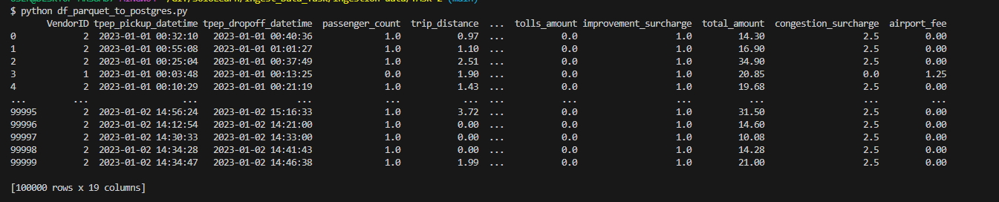 $ python df_parquet_to_postgres.py
VendorID tpep_pickup_datetime tpep_dropoff_datetime passenger_count trip_distance ... tolls_amount improvement_surcharge total_amount congestion_surcharge airport_fee
0 2 2023-01-01 00:32:10 2023-01-01 00:40:36 1.0 0.97 ... 0.0 1.0 14.30 2.5 0.00
1 2 2023-01-01 00:55:08 2023-01-01 01:01:27 1.0 1.10 ... 0.0 1.0 16.90 2.5 0.00
2 2 2023-01-01 00:25:04 2023-01-01 00:37:49 1.0 2.51 ... 0.0 1.0 34.90 2.5 0.00
3 1 2023-01-01 00:03:48 2023-01-01 00:13:25 0.0 1.90 ... 0.0 1.0 20.85 0.0 1.25
4 2 2023-01-01 00:10:29 2023-01-01 00:21:19 1.0 1.43 ... 0.0 1.0 19.68 2.5 0.00
... ... ... ... ... ... ... ... ... ... ... ...
99995 2 2023-01-02 14:56:24 2023-01-02 15:16:33 1.0 3.72 ... 0.0 1.0 31.50 2.5 0.00
99996 2 2023-01-02 14:12:54 2023-01-02 14:21:00 1.0 0.00 ... 0.0 1.0 14.60 2.5 0.00
99997 2 2023-01-02 14:30:33 2023-01-02 14:33:00 1.0 0.00 ... 0.0 1.0 10.08 2.5 0.00
99998 2 2023-01-02 14:34:28 2023-01-02 14:41:43 1.0 0.00 ... 0.0 1.0 14.28 2.5 0.00
99999 2 2023-01-02 14:34:47 2023-01-02 14:46:38 1.0 1.99 ... 0.0 1.0 21.00 2.5 0.00
[100000 rows x 19 columns]